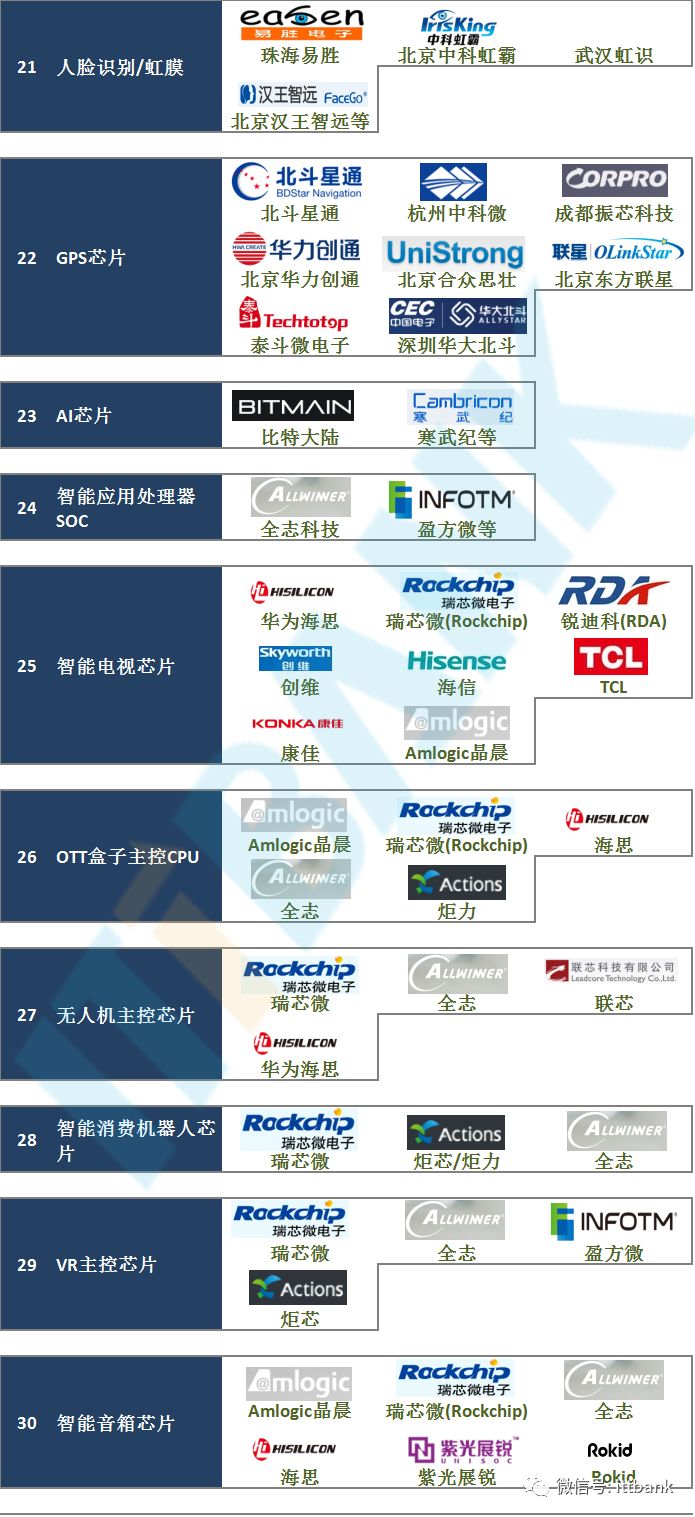 easen
易胜电子
IrisKing
中科虹霸
21 人脸识别/虹膜
珠海易胜 北京中科虹霸 武汉虹识
汉王智远 FaceGo®
北京汉王智远等
北斗星通
BDStar Navigation
CORPRO
北斗星通 杭州中科微 成都振芯科技
22 GPS芯片
HWA CREATE 华力创通 UniStrong 联星 OLinkStar
北京华力创通 北京合众思壮 北京东方联星
泰斗 Techtotop CEC 中国电子 华大北斗 ALLYSTAR
泰斗微电子 深圳华大北斗
23 AI芯片
BITMAIN Cambricon
寒武纪
比特大陆 寒武纪等
24 智能应用处理器
SOC
ALLWINNER INFOTM
全志科技 盈方微等
HISILICON Rockchip 瑞芯微电子 RDA
华为海思 瑞芯微(Rockchip) 锐迪科(RDA)
25 智能电视芯片
Skyworth 创维 Hisense TCL
创维 海信 TCL
KONKA康佳 @mlogic
康佳 Amlogic晶晨
@mlogic Rockchip 瑞芯微电子 HISILICON
Amlogic晶晨 瑞芯微(Rockchip) 海思
26 OTT盒子主控CPU
ALLWINNER Actions
全志 炬力
Rockchip 瑞芯微电子 ALLWINNER 联芯科技有限公司
Leadcore Technology Co.,Ltd.
瑞芯微 全志 联芯
27 无人机主控芯片
HISILICON
华为海思
28 智能消费机器人芯
片
Rockchip 瑞芯微电子 Actions ALLWINNER
瑞芯微 炬芯/炬力 全志
Rockchip 瑞芯微电子 ALLWINNER INFOTM
瑞芯微 全志 盈方微
29 VR主控芯片
Actions
炬芯
@mlogic Rockchip 瑞芯微电子 ALLWINNER
Amlogic晶晨 瑞芯微(Rockchip) 全志
30 智能音箱芯片
HISILICON 紫光展锐 UNISOC Rokid
海思 紫光展锐 Rokid
微信号: ittbank
ITTBANK